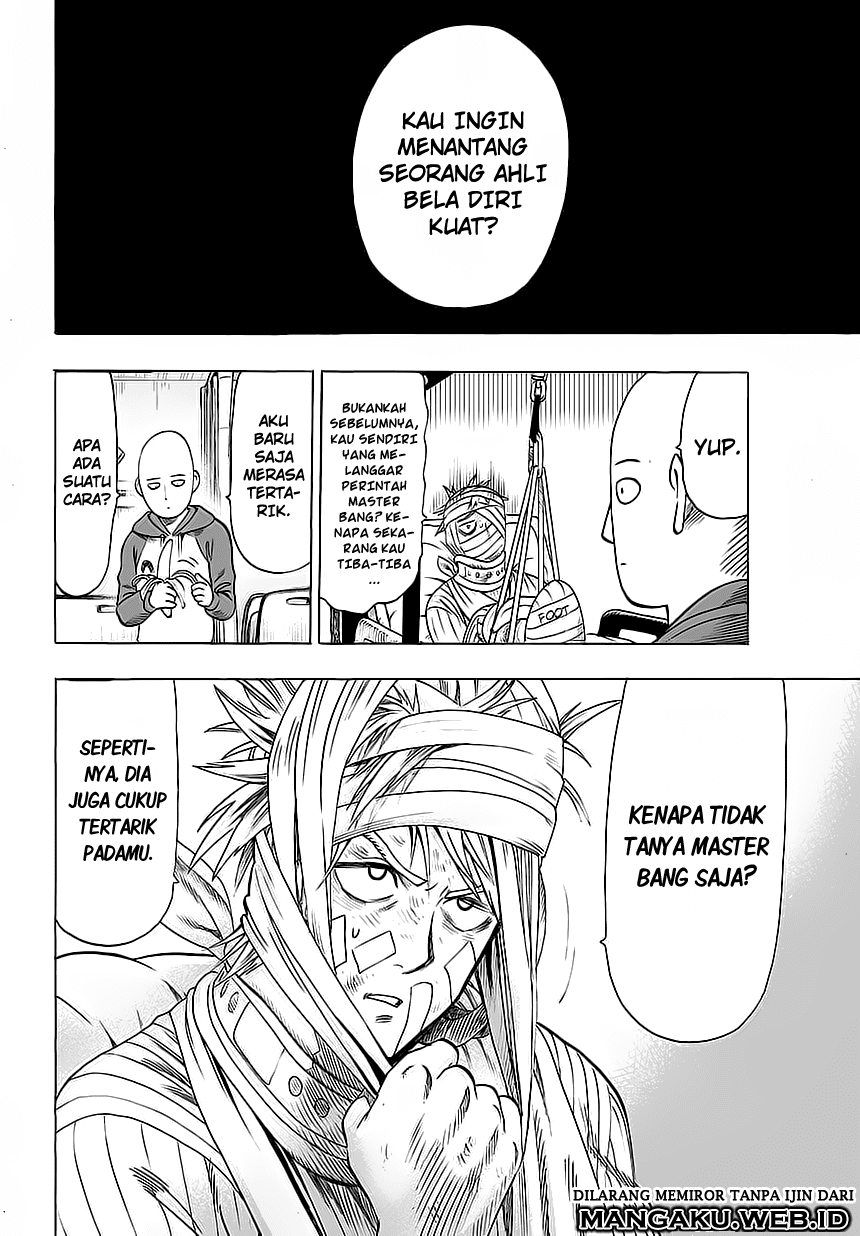 KAU INGIN
MENANTANG
SEORANG AHLI
BELA DIRI
KUAT?
YUP.
BUKANKAH
SEBELUMNYA,
KAU SENDIRI
YANG ME-
LANGGAR
PERINTAH
MASTER
BANG? KE-
NAPA SEKA-
RANG KAU
TIBA-TIBA
...
FOOT
AKU
BARU
SAJA
MERASA
TERTA-
RIK.
APA
ADA
SUATU
CARA?
KENAPA TIDAK
TANYA MASTER
BANG SAJA?
SEPERTI-
NYA, DIA
JUGA CUKUP
TERTARIK
PADAMU.
DILARANG MEMIROR TANPA IJIN DARI
MANGAKU.WEB.ID